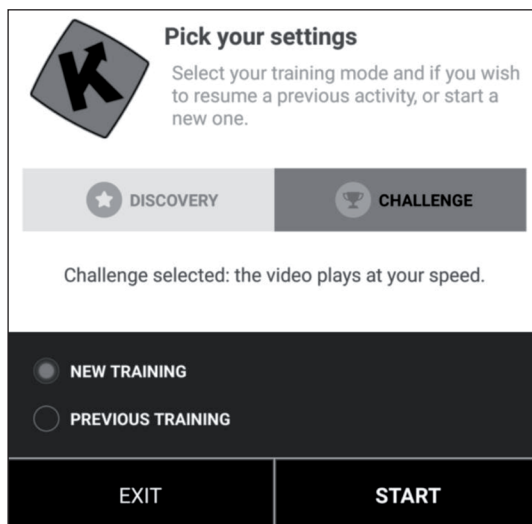 Pick your settings
Select your training mode and if you wish
to resume a previous activity, or start a
new one.
DISCOVERY
CHALLENGE
Challenge selected: the video plays at your speed.
NEW TRAINING
PREVIOUS TRAINING
EXIT
START